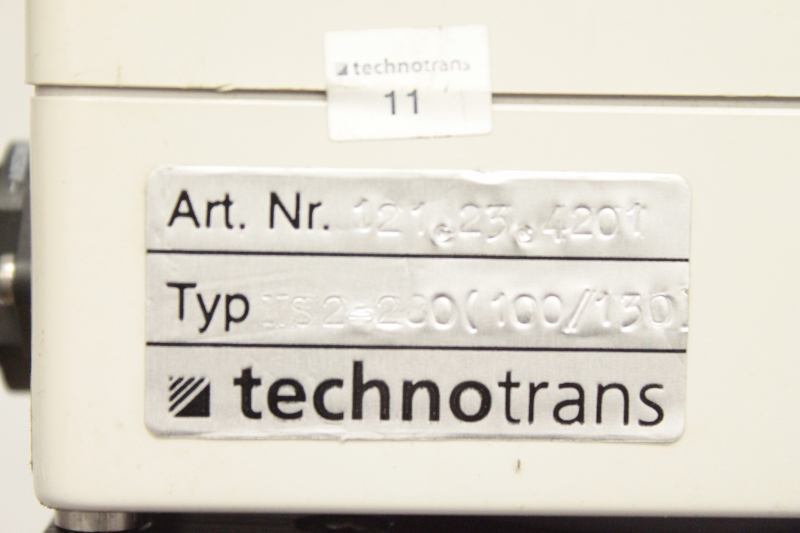 technotrans
11
Art. Nr. 121.23.4201
Typ
technotrans